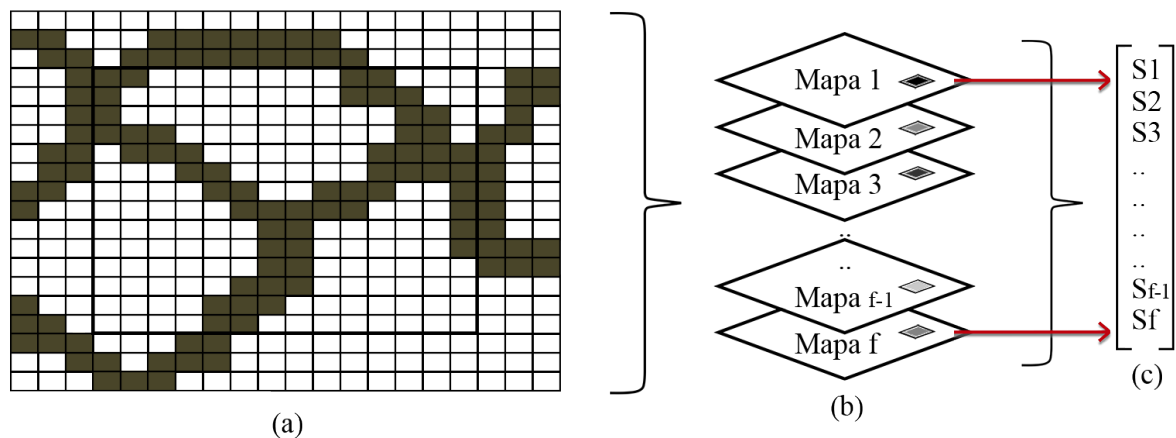 Mapa 1
Mapa 2
Mapa 3
..
..
Mapa f-1
Mapa f
S1
S2
S3
..
..
..
..
Sf-1
Sf
(a)
(b)
(c)